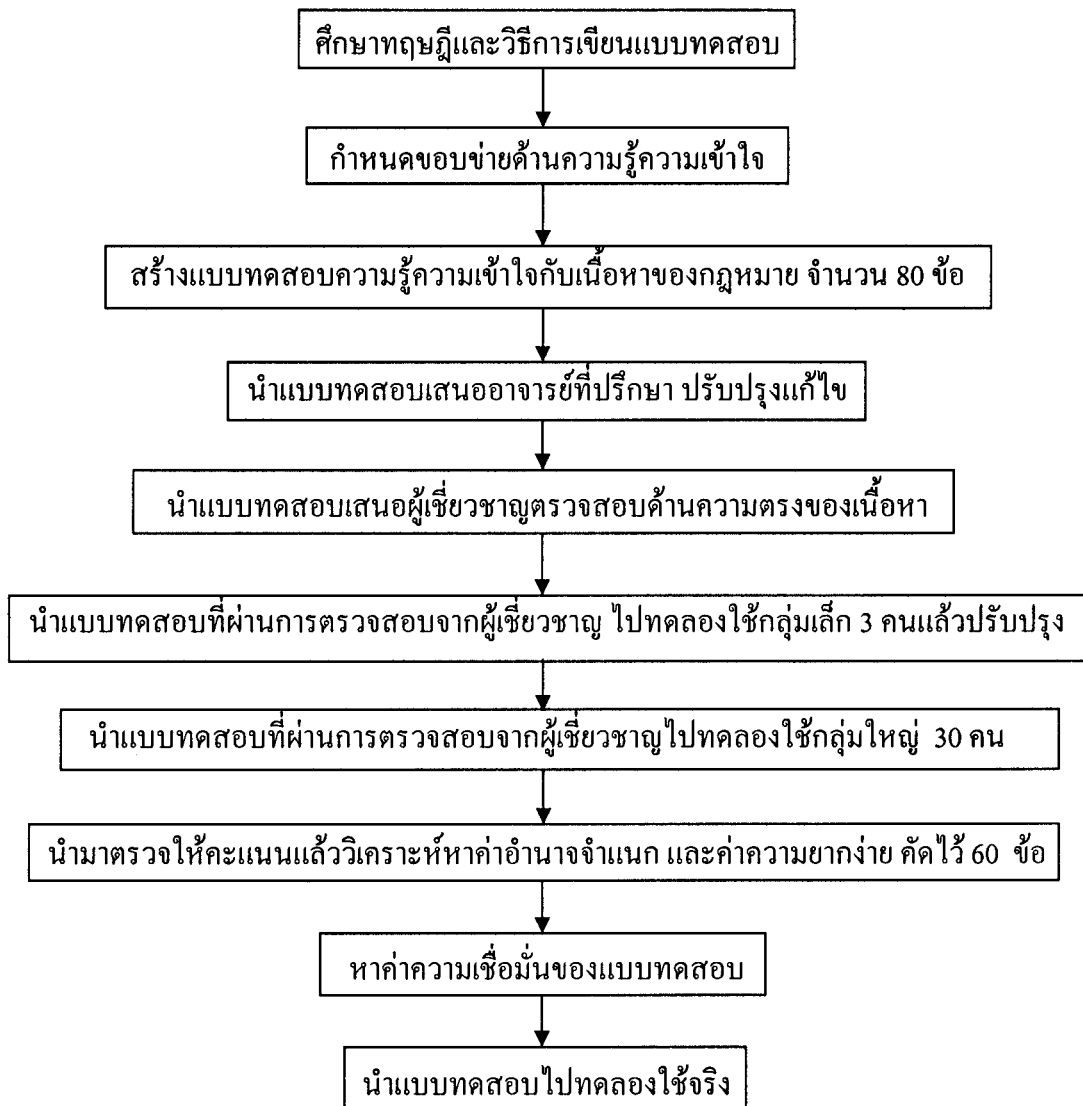 ศึกษาทฤษฎีและวิธีการเขียนแบบทดสอบ
กำหนดขอบข่ายด้านความรู้ความเข้าใจ
สร้างแบบทดสอบความรู้ความเข้าใจกับเนื้อหาของกฎหมาย จำนวน 80 ข้อ
นำแบบทดสอบเสนออาจารย์ที่ปรึกษา ปรับปรุงแก้ไข
นำแบบทดสอบเสนอผู้เชี่ยวชาญตรวจสอบด้านความตรงของเนื้อหา
นำแบบทดสอบที่ผ่านการตรวจสอบจากผู้เชี่ยวชาญ ไปทดลองใช้กลุ่มเล็ก 3 คนแล้วปรับปรุง
นำแบบทดสอบที่ผ่านการตรวจสอบจากผู้เชี่ยวชาญไปทดลองใช้กลุ่มใหญ่ 30 คน
นำมาตรวจให้คะแนนแล้ววิเคราะห์หาค่าอำนาจจำแนก และค่าความยากง่าย คัดไว้ 60 ข้อ
หาค่าความเชื่อมั่นของแบบทดสอบ
นำแบบทดสอบไปทดลองใช้จริง